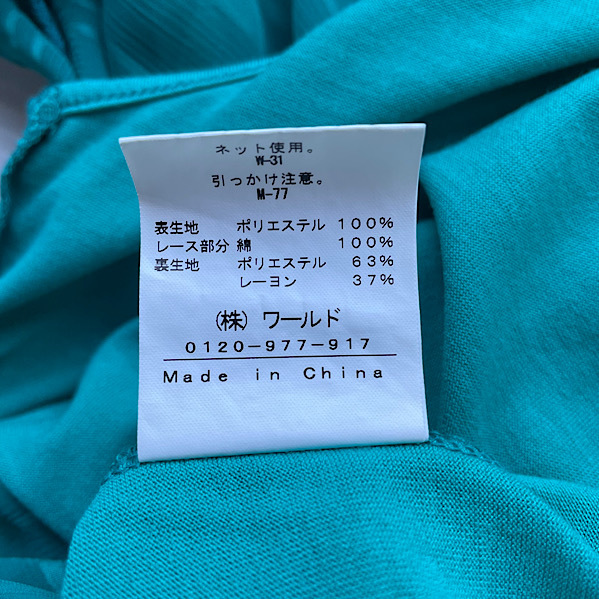 ネット使用。
W-31
引っかけ注意。
M-77
表生地 ポリエステル 100%
レース部分 綿 100%
裏生地 ポリエステル 63%
レーヨン 37%
(株) ワールド
0120-977-917
Made in China